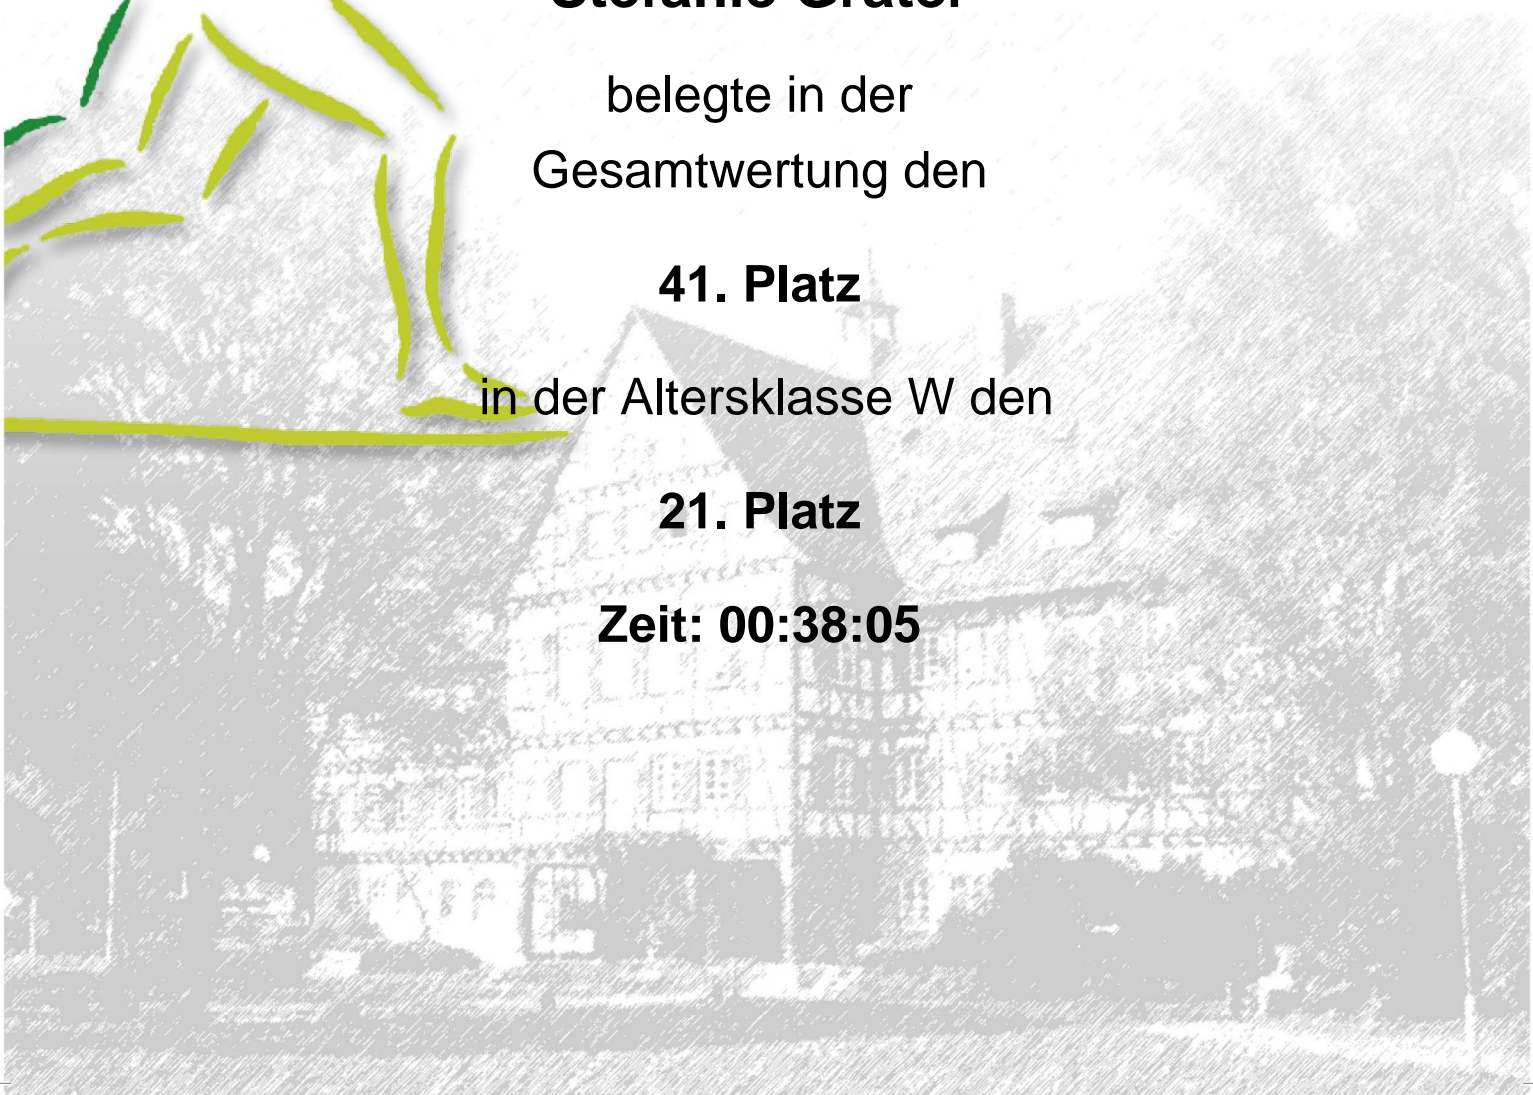 belegte in der
Gesamtwertung den
41. Platz
in der Altersklasse W den
21. Platz
Zeit: 00:38:05